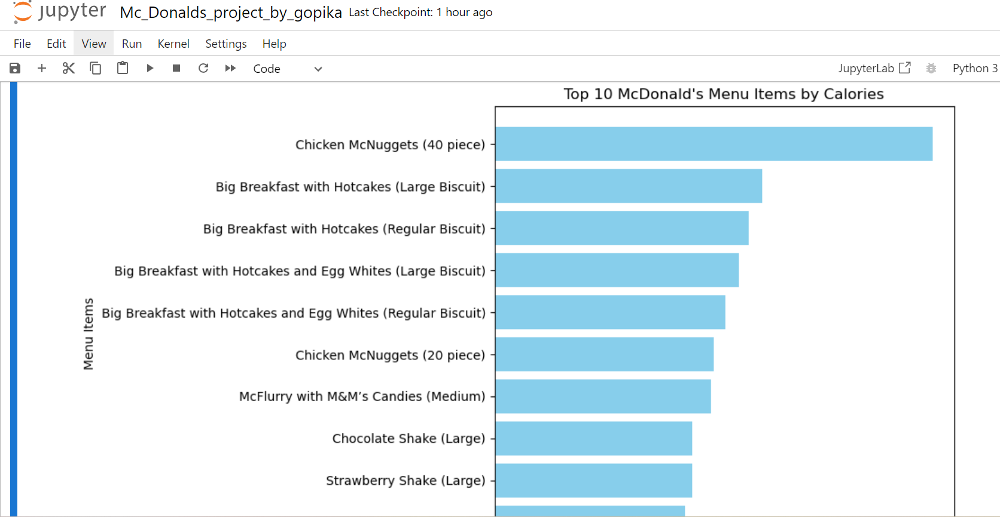 jupyter Mc_Donalds_project_by_gopika Last Checkpoint: 1 hour ago
File Edit View Run Kernel Settings Help
Code JupyterLab Python 3
Top 10 McDonald's Menu Items by Calories
Chicken McNuggets (40 piece)
Big Breakfast with Hotcakes (Large Biscuit)
Big Breakfast with Hotcakes (Regular Biscuit)
Big Breakfast with Hotcakes and Egg Whites (Large Biscuit)
Big Breakfast with Hotcakes and Egg Whites (Regular Biscuit)
Chicken McNuggets (20 piece)
McFlurry with M&M’s Candies (Medium)
Chocolate Shake (Large)
Strawberry Shake (Large)
Menu Items